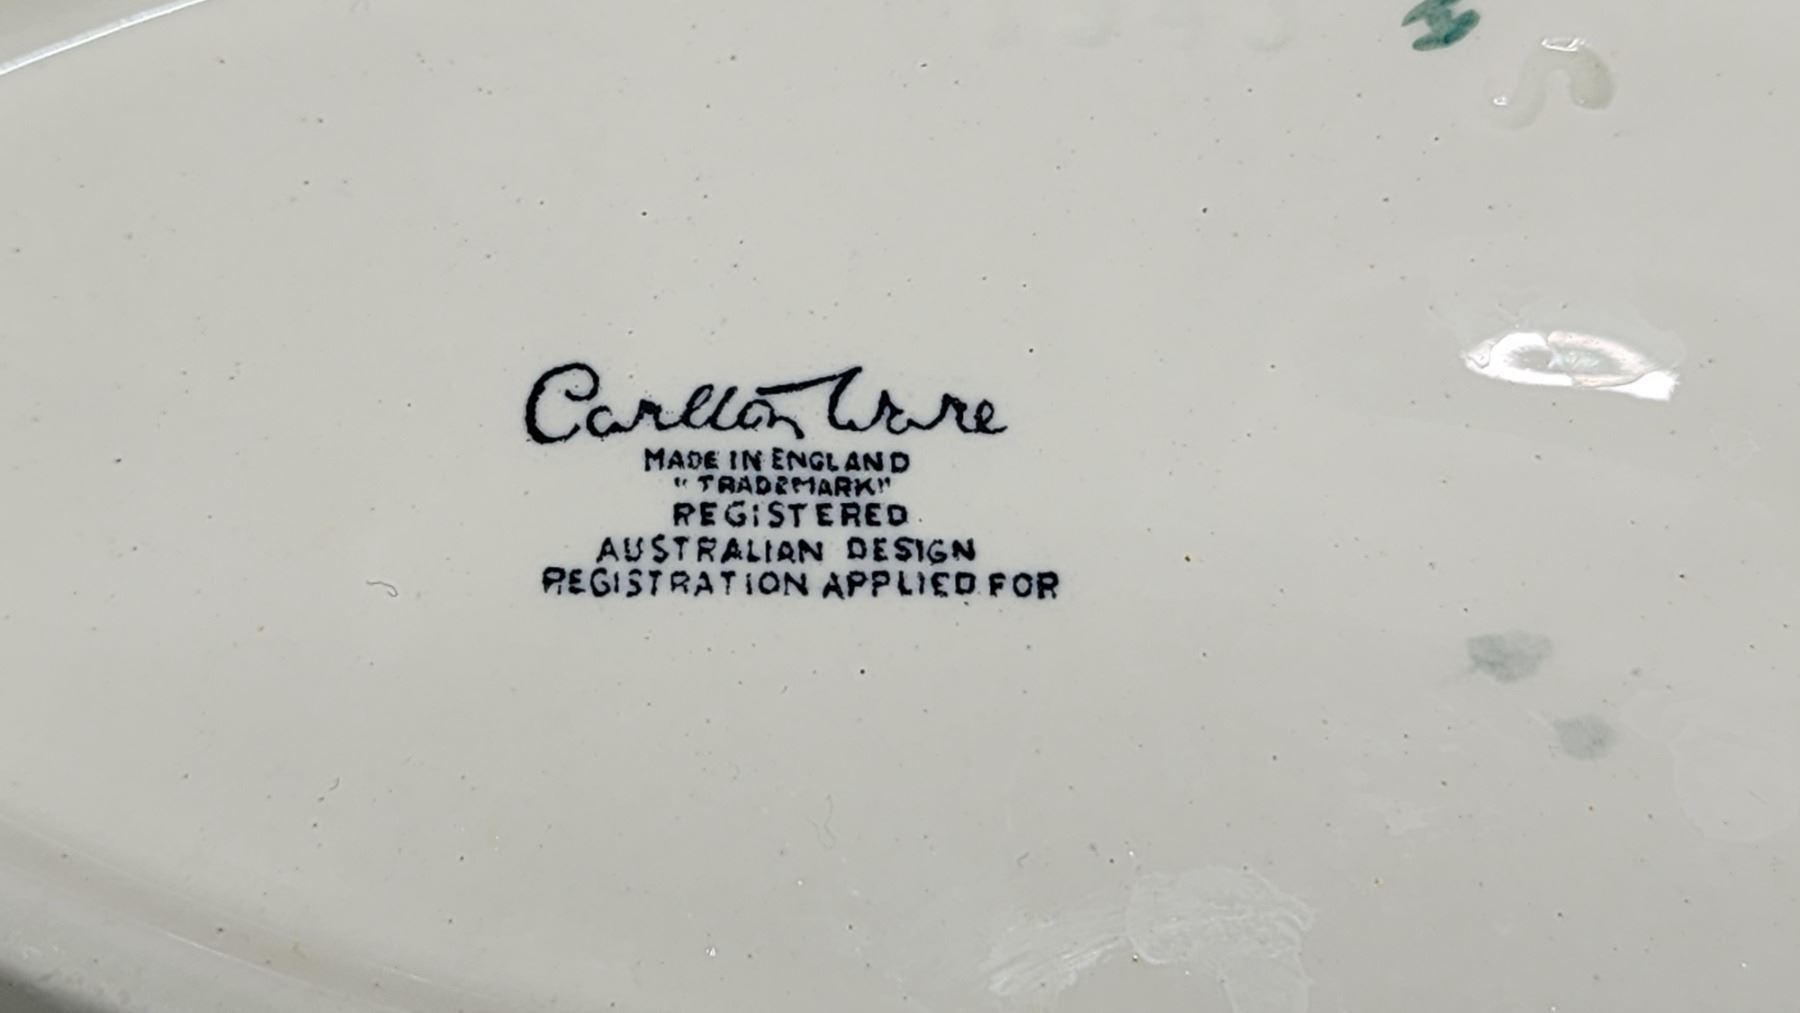 Carlton Ware
MADE IN ENGLAND
"TRADEMARK"
REGISTERED
AUSTRALIAN DESIGN
REGISTRATION APPLIED FOR